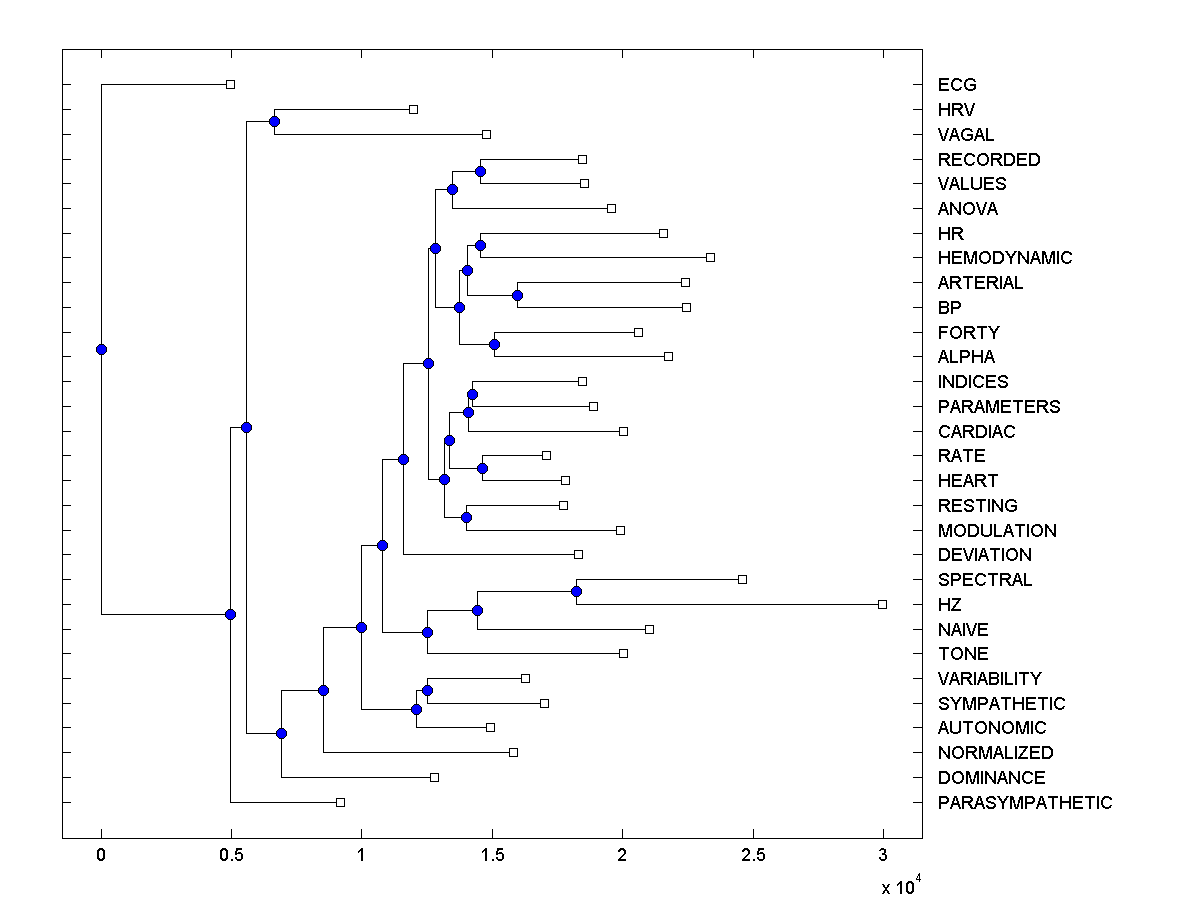 ECG
HRV
VAGAL
RECORDED
VALUES
ANOVA
HR
HEMODYNAMIC
ARTERIAL
BP
FORTY
ALPHA
INDICES
PARAMETERS
CARDIAC
RATE
HEART
RESTING
MODULATION
DEVIATION
SPECTRAL
HZ
NAIVE
TONE
VARIABILITY
SYMPATHETIC
AUTONOMIC
NORMALIZED
DOMINANCE
PARASYMPATHETIC
0 0.5 1 1.5 2 2.5 3
x 10^4